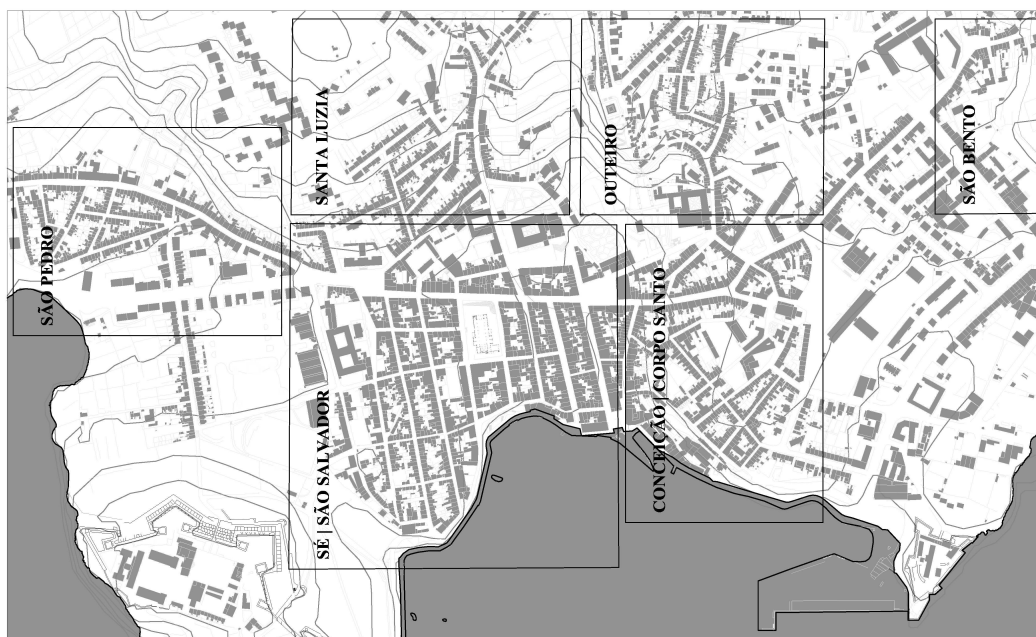 SANTA LUZIA
OUTEIRO
SÃO BENTO
SÃO PEDRO
SÉ | SÃO SALVADOR
CONCEIÇÃO | CORPO SANTO